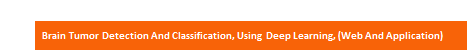 Brain Tumor Detection And Classification, Using Deep Learning, (Web And Application)